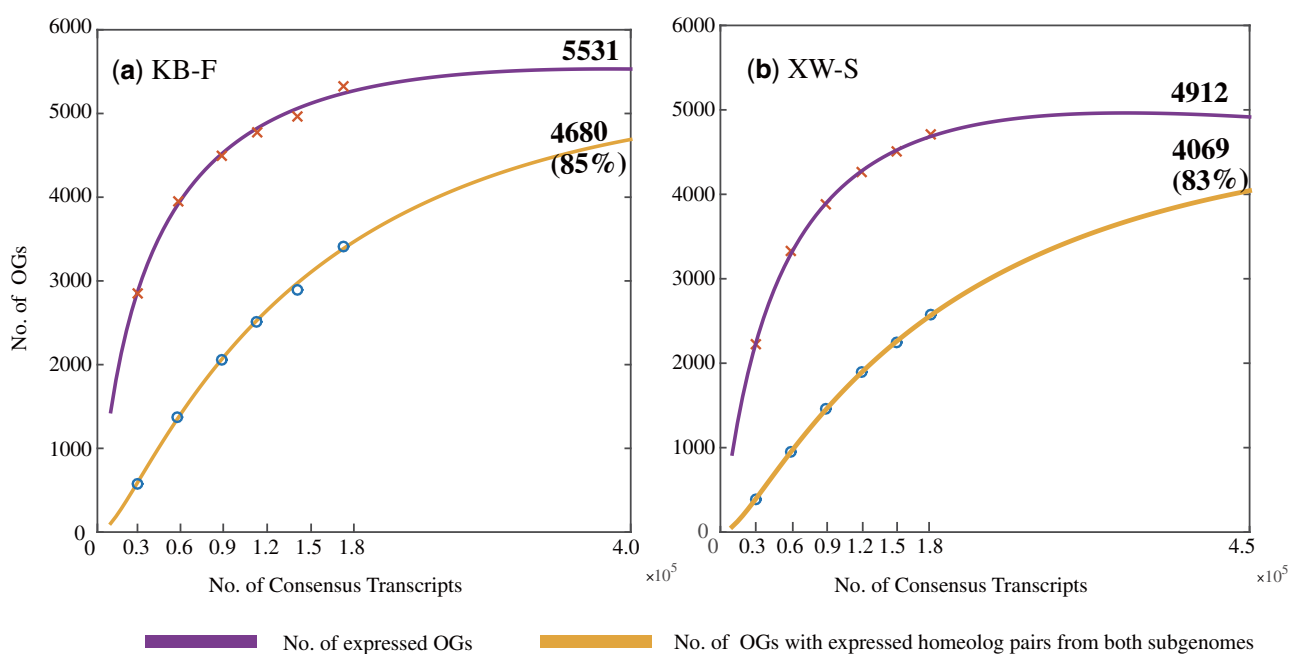 (a) KB-F
No. of OGs
6000
5000
4000
3000
2000
1000
0
5531
4680
(85%)
0 0.3 0.6 0.9 1.2 1.5 1.8 4.0
×10⁵
No. of Consensus Transcripts
(b) XW-S
6000
5000
4000
3000
2000
1000
0
4912
4069
(83%)
0 0.3 0.6 0.9 1.2 1.5 1.8 4.5
×10⁵
No. of Consensus Transcripts
No. of expressed OGs
No. of OGs with expressed homeolog pairs from both subgenomes